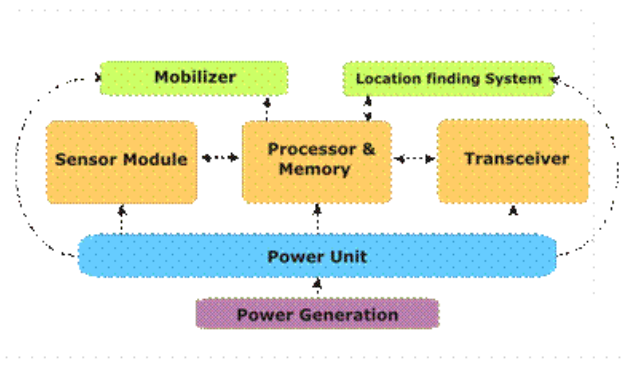 Mobilizer
Location finding System
Sensor Module
Processor &
Memory
Transceiver
Power Unit
Power Generation